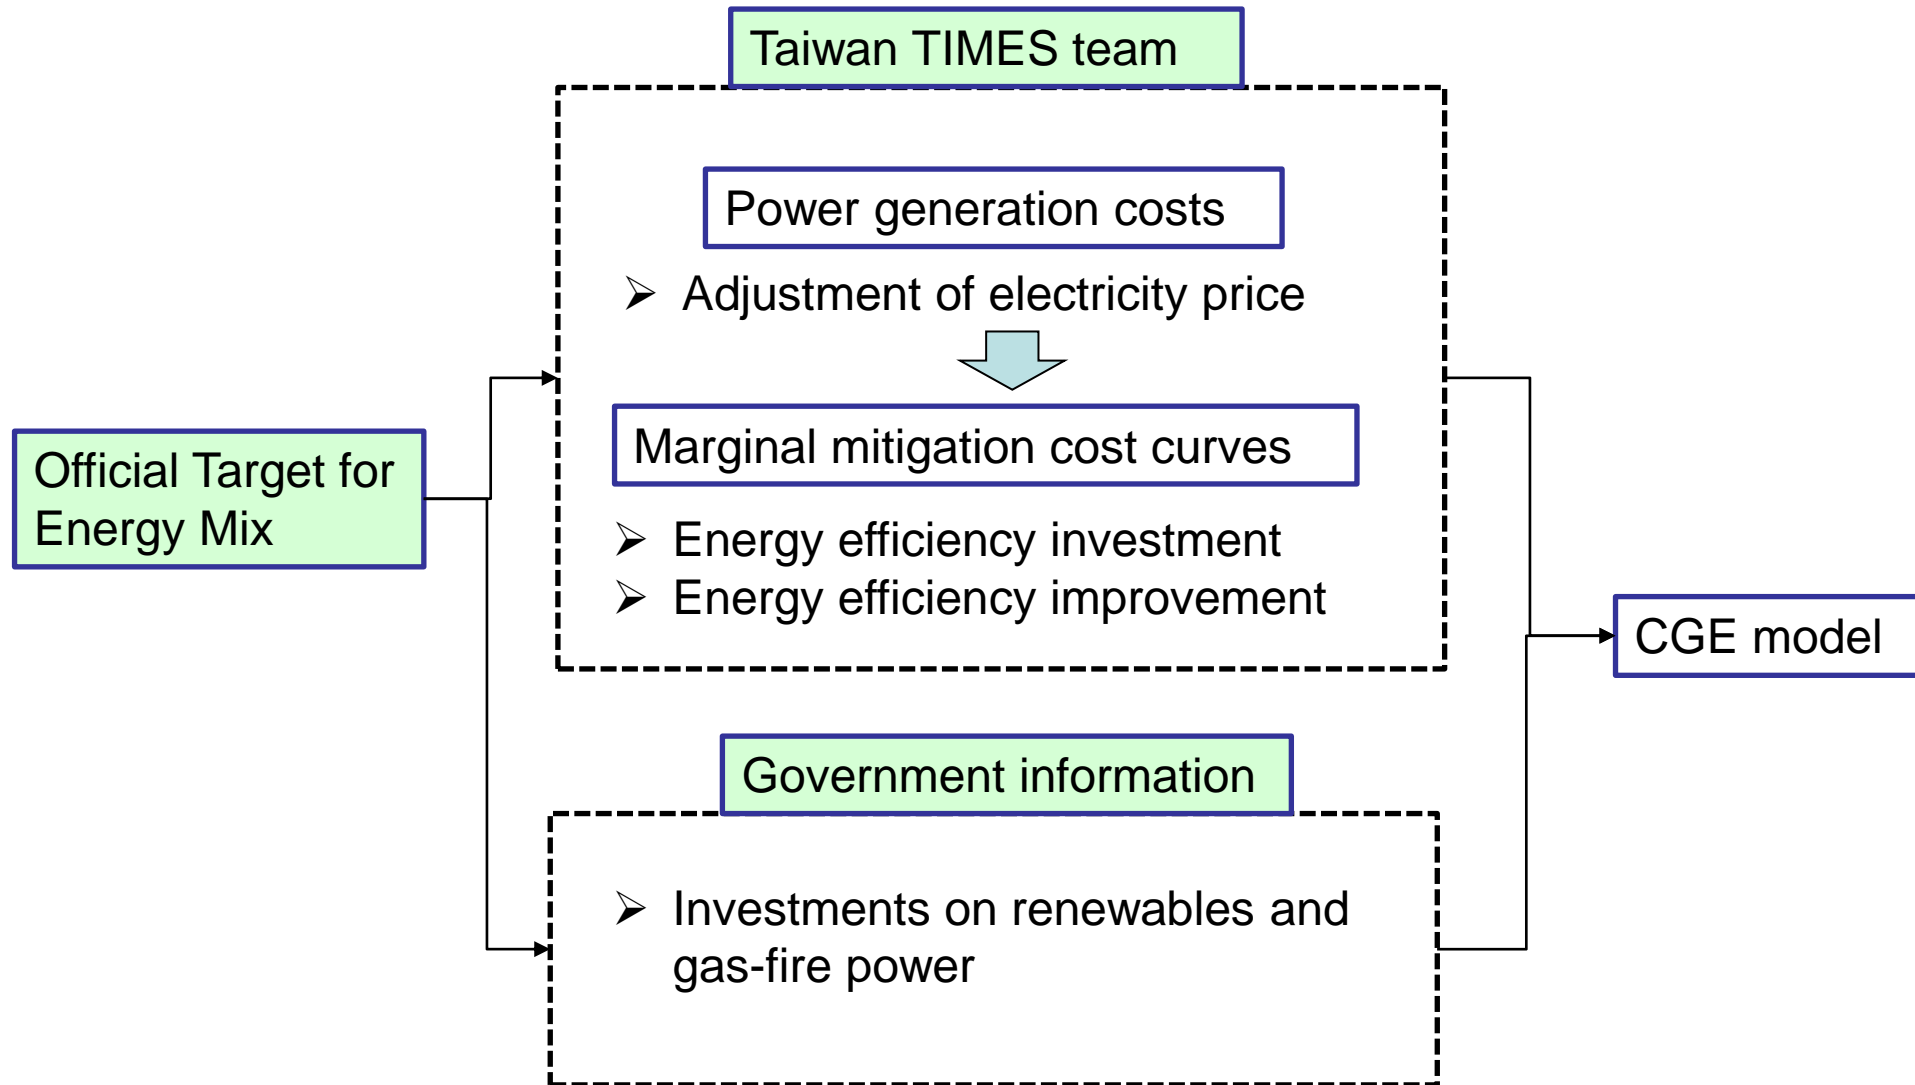 Taiwan TIMES team
Power generation costs
➢ Adjustment of electricity price
Marginal mitigation cost curves
➢ Energy efficiency investment
➢ Energy efficiency improvement
Official Target for
Energy Mix
CGE model
Government information
➢ Investments on renewables and
gas-fire power